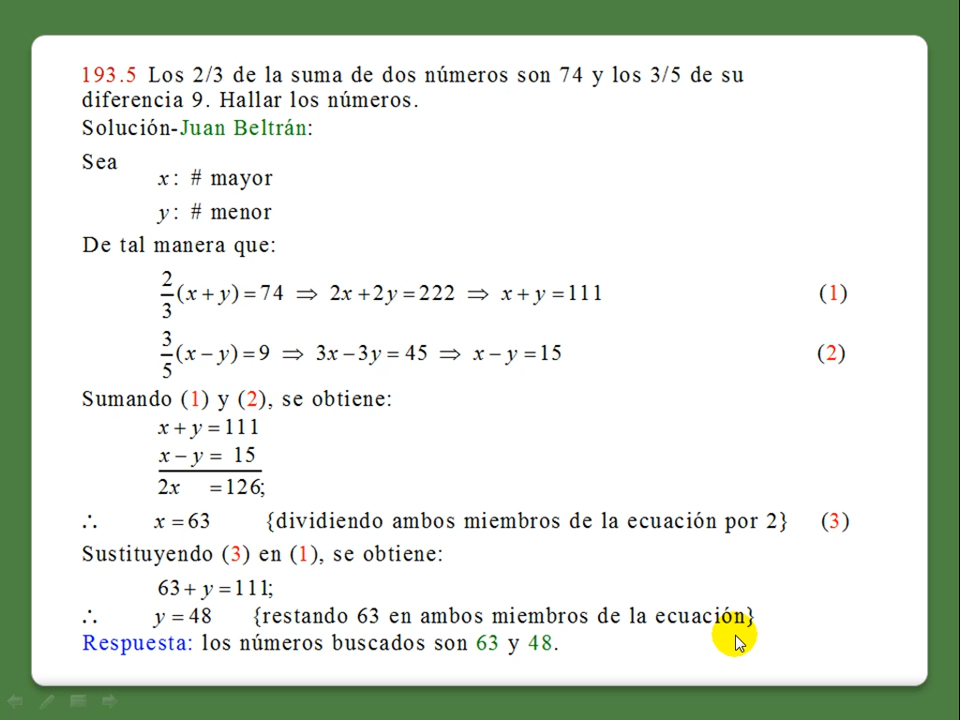 193.5 Los 2/3 de la suma de dos números son 74 y los 3/5 de su
diferencia 9. Hallar los números.
Solución-Juan Beltrán:
Sea
x: # mayor
y: # menor
De tal manera que:
2/3(x+y)=74 ⇒ 2x+2y=222 ⇒ x+y=111 (1)
3/5(x−y)=9 ⇒ 3x−3y=45 ⇒ x−y=15 (2)
Sumando (1) y (2), se obtiene:
x+y=111
x−y= 15
2x =126;
∴ x=63 {dividiendo ambos miembros de la ecuación por 2} (3)
Sustituyendo (3) en (1), se obtiene:
63+y=111;
∴ y=48 {restando 63 en ambos miembros de la ecuación}
Respuesta: los números buscados son 63 y 48.